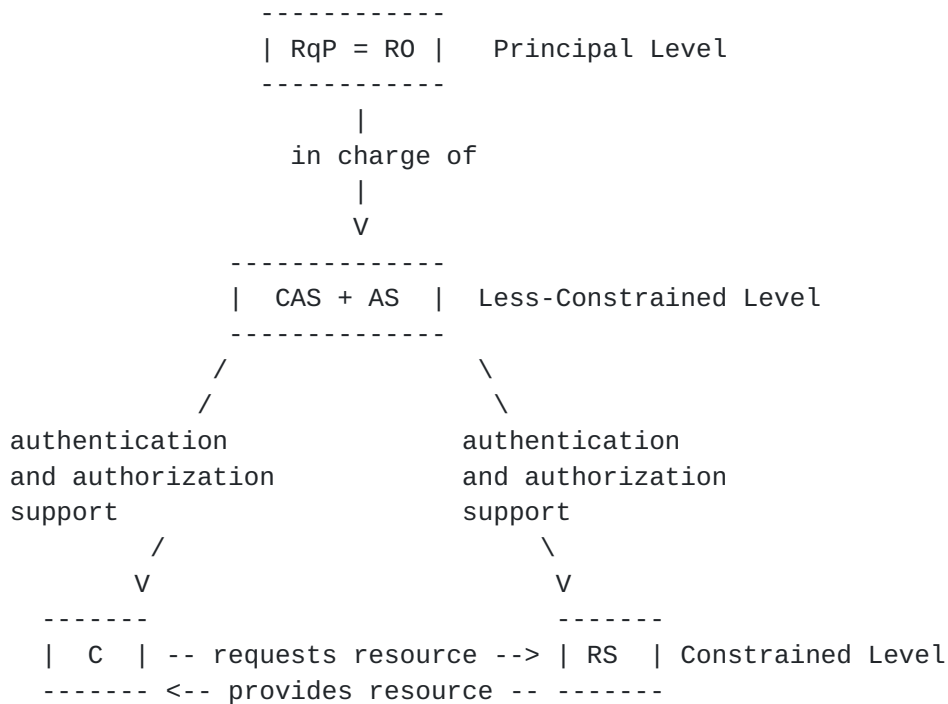 ------------
| RqP = RO |   Principal Level
------------
|
in charge of
|
V
--------------
|  CAS + AS  |  Less-Constrained Level
--------------
/                \
/                   \
authentication            authentication
and authorization            and authorization
support                      support
/                         \
V                           V
-------                           -------
|  C  | -- requests resource --> | RS  | Constrained Level
------- <-- provides resource -- -------